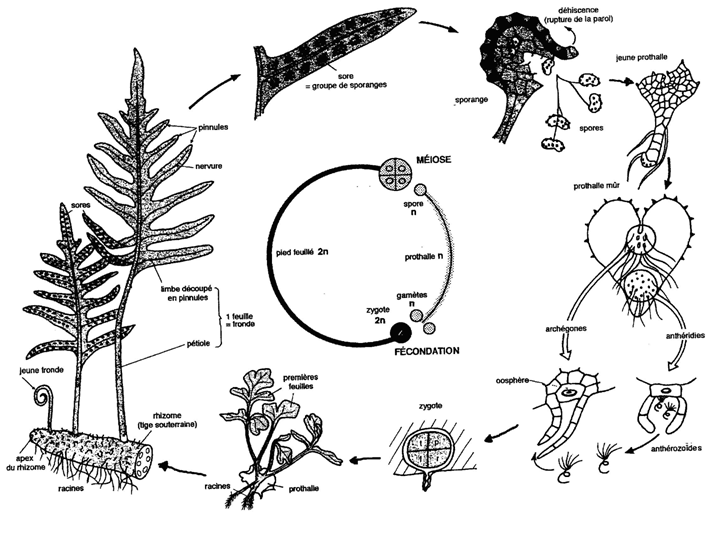 déhiscence
(rupture de la paroi)
jeune prothalle
sore
= groupe de sporanges
sporange
spores
pinnules
nervure
MÉIOSE
prothalle mûr
spore
n
sores
pied feuillé 2n
prothalle n
limbe découpé
en pinnules
gamètes
n
1 feuille
= fronde
zygote
2n
archégones
anthéridies
pétiole
FÉCONDATION
jeune fronde
premières
feuilles
oosphère
zygote
rhizome
(tige souterraine)
apex
du rhizome
anthérozoïdes
racines
racines
prothalle